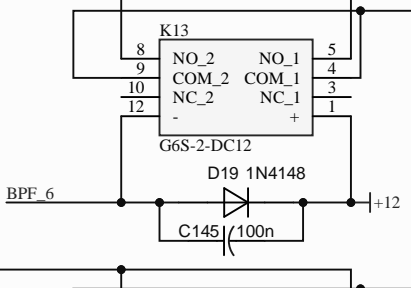 K13
8 NO_2 NO_1 5
9 COM_2 COM_1 4
10 NC_2 NC_1 3
12 - + 1
G6S-2-DC12
D19 1N4148
BPF_6 +12
C145 100n